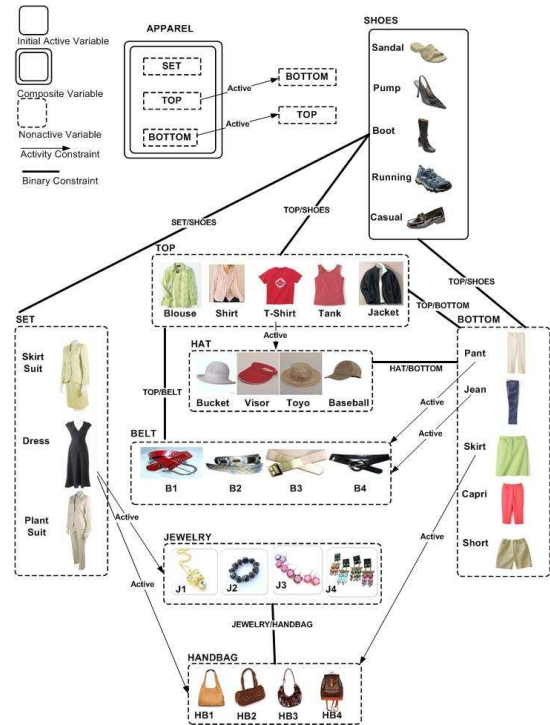 APPAREL
SHOES
Initial Active Variable
Composite Variable
Nonactive Variable
Activity Constraint
Binary Constraint
SET
TOP
BOTTOM
Active
BOTTOM
Active
TOP
Sandal
Pump
Boot
Running
Casual
SET/SHOES
TOP/SHOES
TOP/SHOES
TOP
Blouse
Shirt
T-Shirt
Tank
Jacket
TOP/BOTTOM
Active
HAT
Bucket
Visor
Toyo
Baseball
HAT/BOTTOM
TOP/BELT
BELT
B1
B2
B3
B4
SET
Skirt
Suit
Dress
Plant
Suit
BOTTOM
Pant
Jean
Skirt
Capri
Short
Active
Active
Active
Active
Active
JEWELRY
J1
J2
J3
J4
JEWELRY/HANDBAG
HANDBAG
HB1
HB2
HB3
HB4